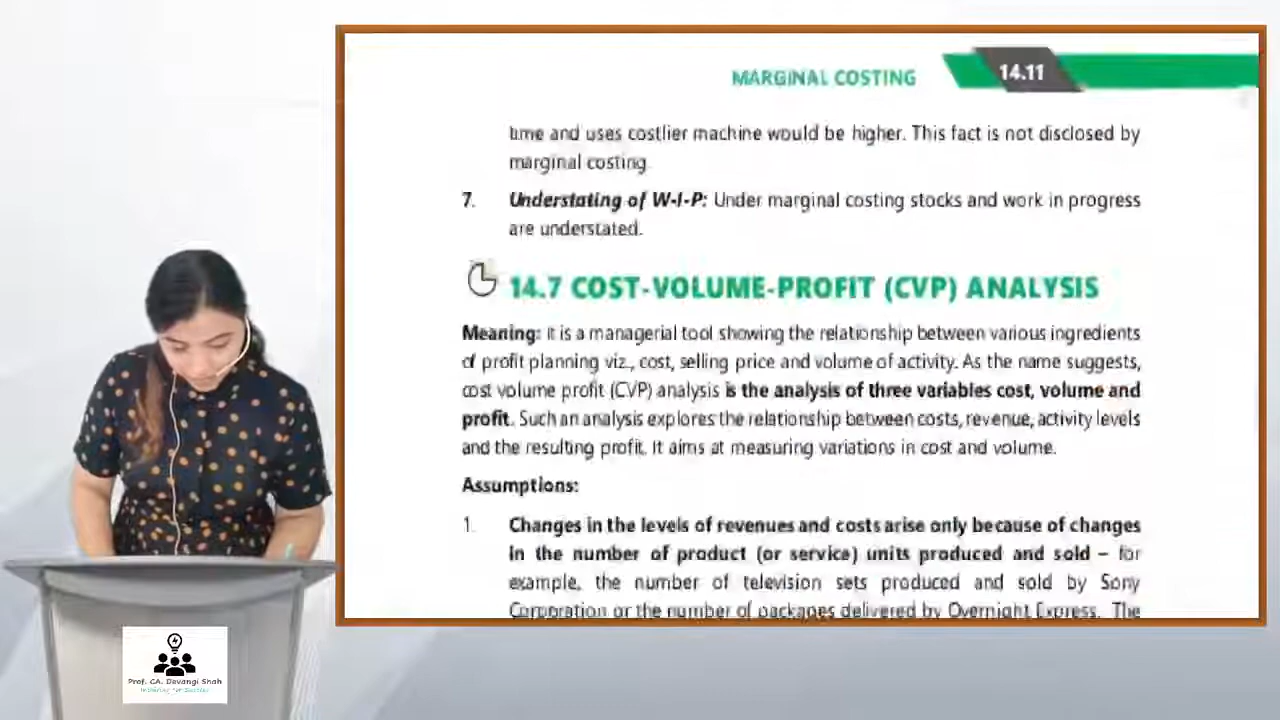 MARGINAL COSTING
14.11
time and uses costlier machine would be higher. This fact is not disclosed by
marginal costing.
7. Understating of W-I-P: Under marginal costing stocks and work in progress
are understated.
14.7 COST-VOLUME-PROFIT (CVP) ANALYSIS
Meaning: It is a managerial tool showing the relationship between various ingredients
of profit planning viz., cost, selling price and volume of activity. As the name suggests,
cost volume profit (CVP) analysis is the analysis of three variables cost, volume and
profit. Such an analysis explores the relationship between costs, revenue, activity levels
and the resulting profit. It aims at measuring variations in cost and volume.
Assumptions:
1. Changes in the levels of revenues and costs arise only because of changes
in the number of product (or service) units produced and sold – for
example, the number of television sets produced and sold by Sony
Corporation or the number of packages delivered by Overnight Express. The
Prof. CA. Devangi Shah